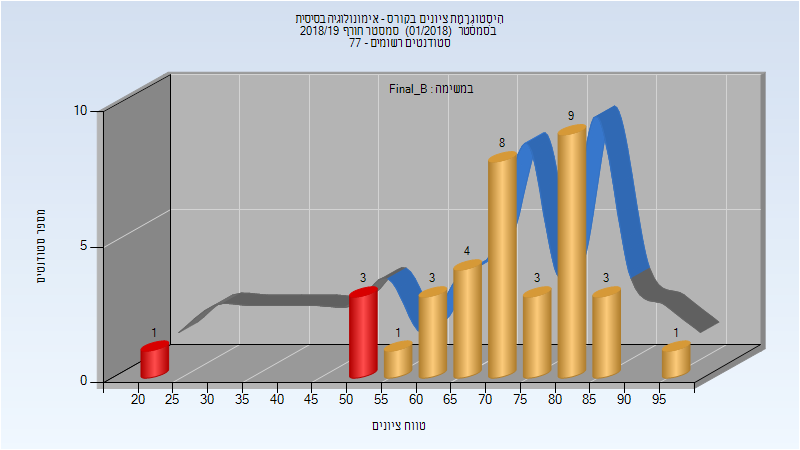 היסטוגרמת ציונים בקורס - אימונולוגיה בסיסית
בסמסטר (01/2018) סמסטר חורף 2018/19
סטודנטים רשומים - 77
במשימה : Final_B
10
5
0
מספר סטודנטים
1
3
1
3
4
8
3
9
3
1
20 25 30 35 40 45 50 55 60 65 70 75 80 85 90 95
טווח ציונים